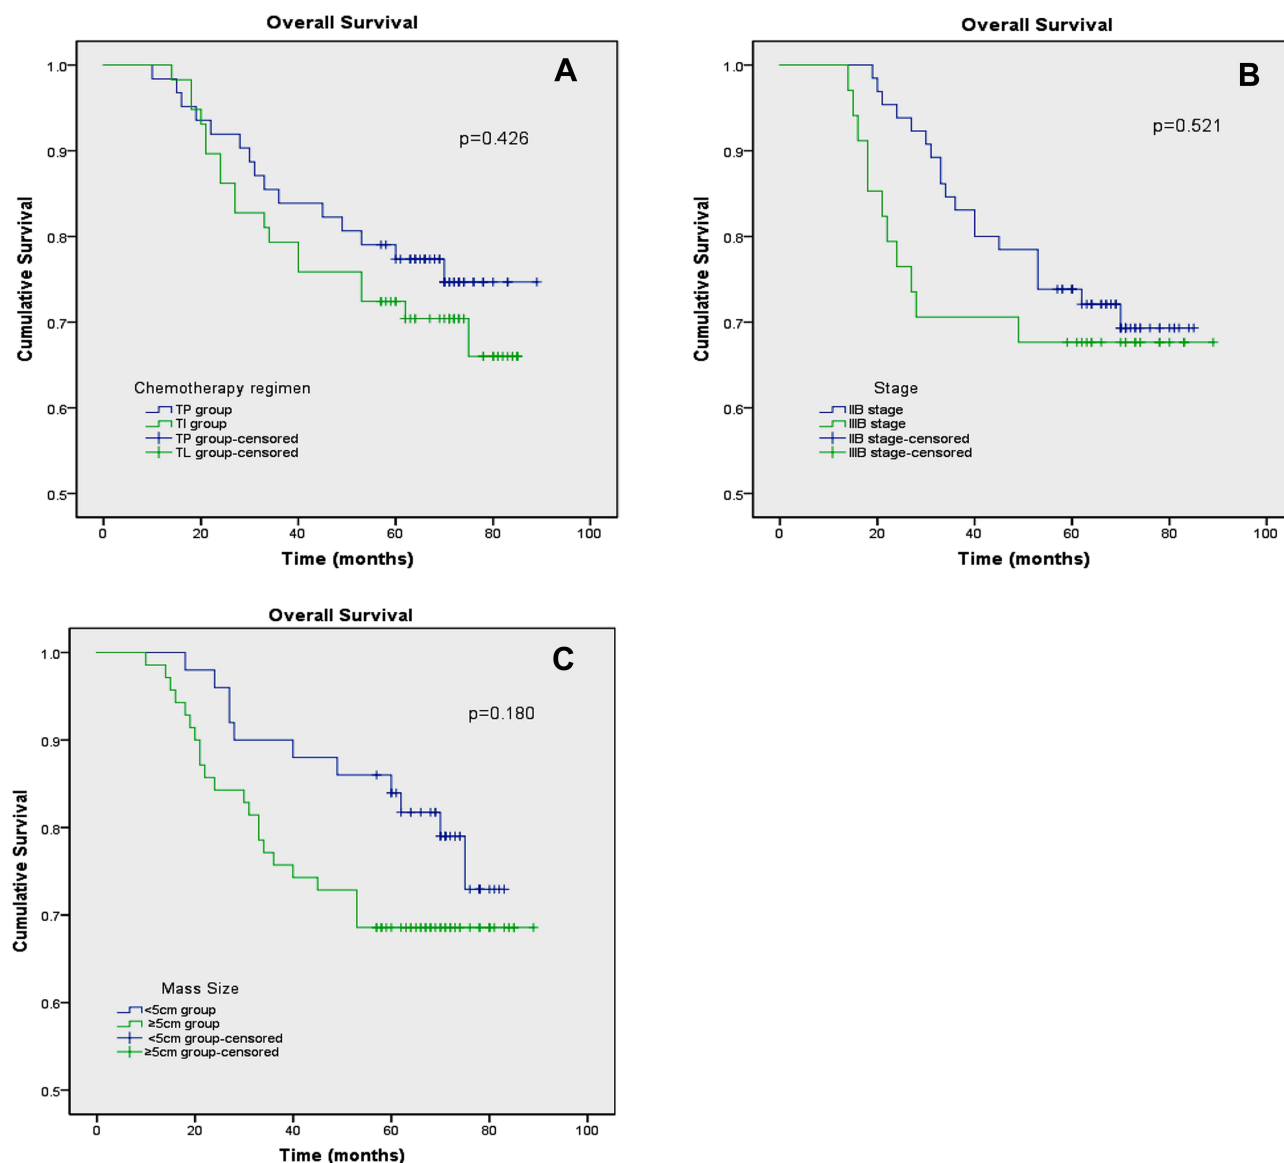 Overall Survival
A
p=0.426
1.0
0.9
0.8
0.7
0.6
0.5
Cumulative Survival
Chemotherapy regimen
TP group
TI group
TP group-censored
TL group-censored
0 20 40 60 80 100
Time (months)
Overall Survival
B
p=0.521
1.0
0.9
0.8
0.7
0.6
0.5
Cumulative Survival
Stage
IIB stage
IIIB stage
IIB stage-censored
IIIB stage-censored
0 20 40 60 80 100
Time (months)
Overall Survival
C
p=0.180
1.0
0.9
0.8
0.7
0.6
0.5
Cumulative Survival
Mass Size
<5cm group
≥5cm group
<5cm group-censored
≥5cm group-censored
0 20 40 60 80 100
Time (months)